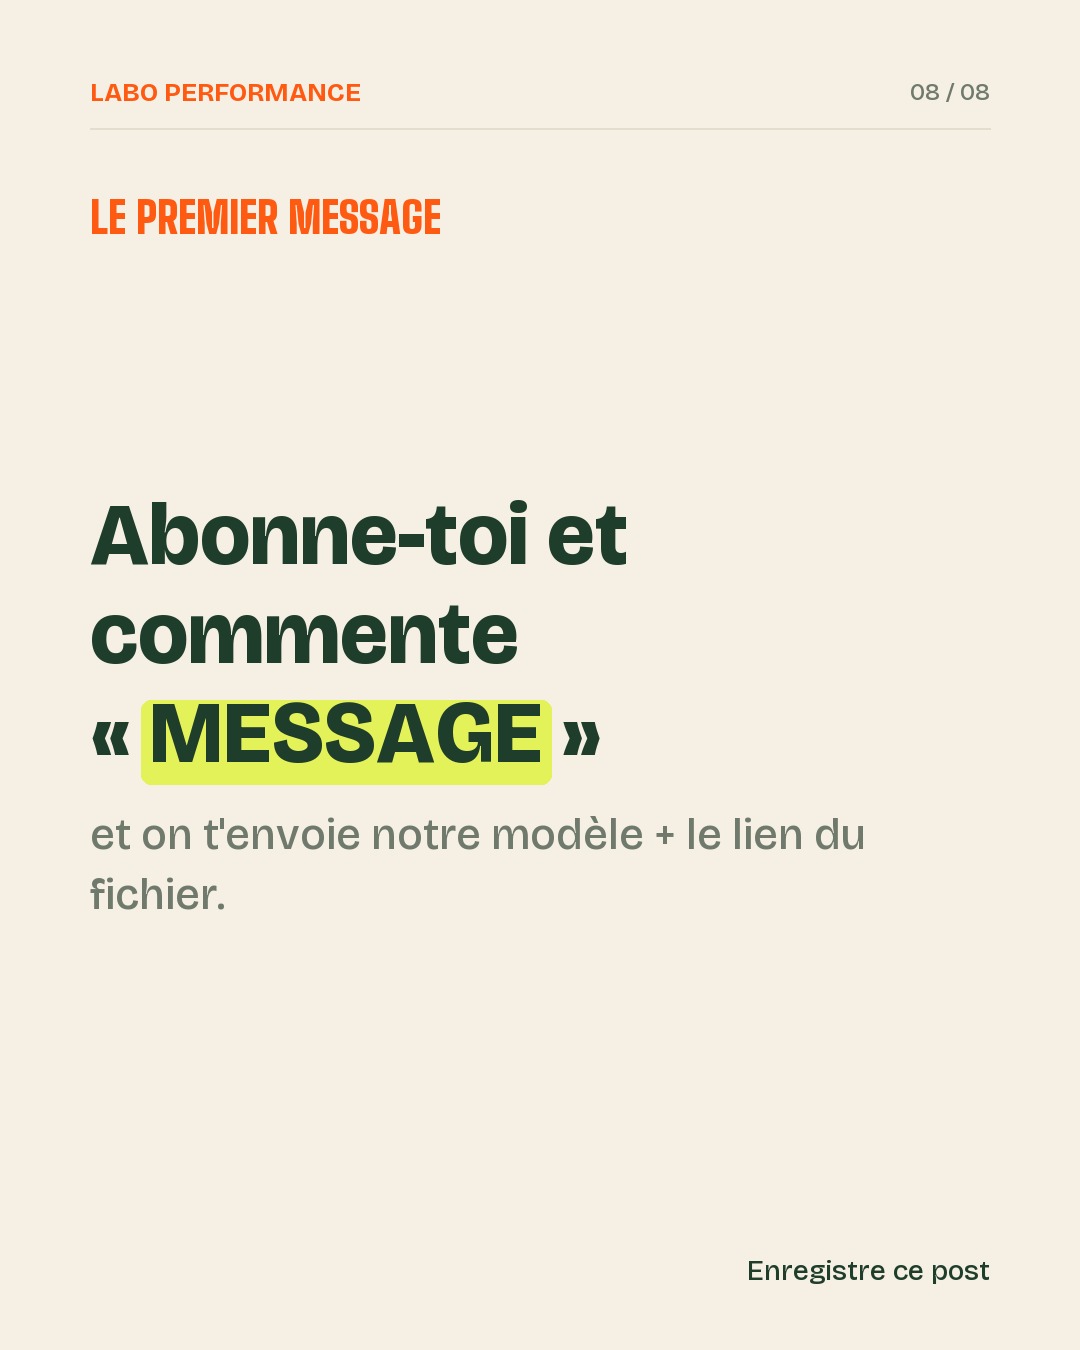 LABO PERFORMANCE
08 / 08
LE PREMIER MESSAGE
Abonne-toi et
commente
« MESSAGE »
et on t'envoie notre modèle + le lien du
fichier.
Enregistre ce post